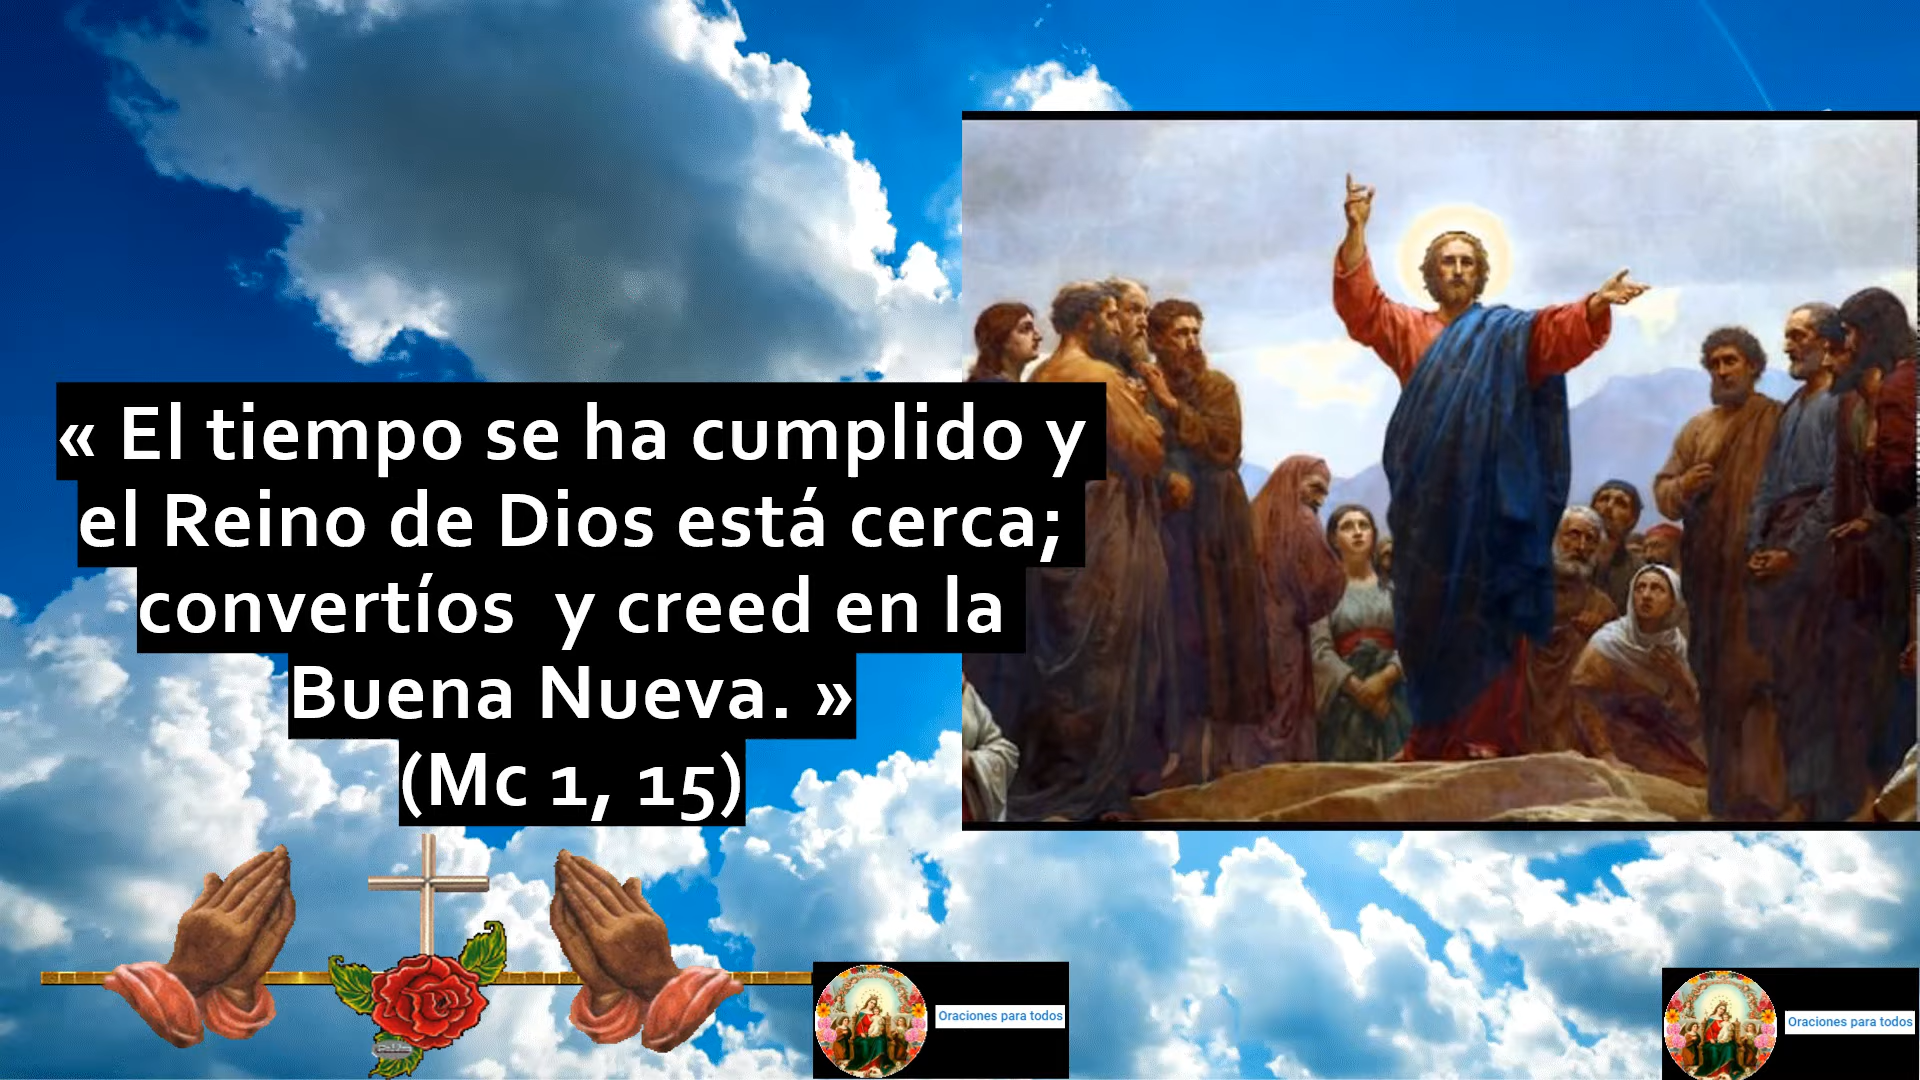 « El tiempo se ha cumplido y
el Reino de Dios está cerca;
convertíos  y creed en la
Buena Nueva. »
(Mc 1, 15)
Oraciones para todos
Oraciones para todos